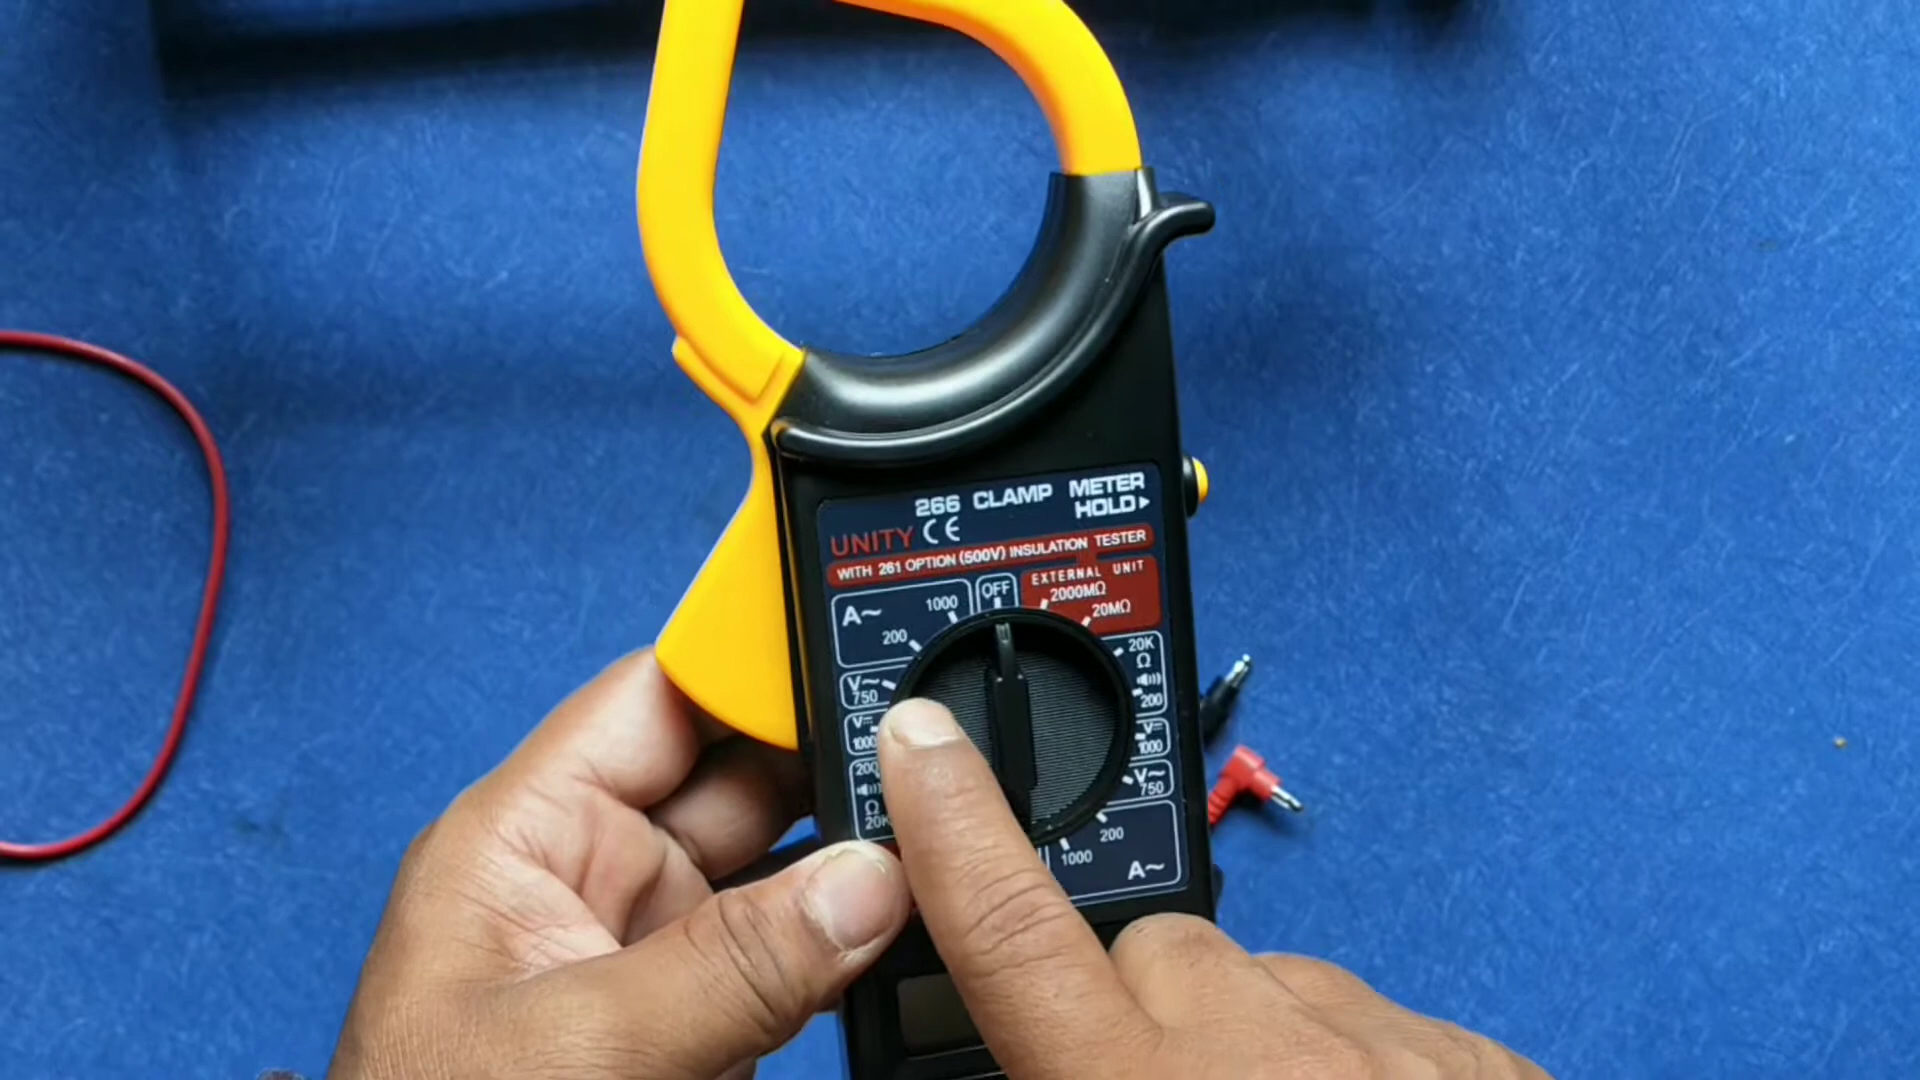 266 CLAMP METER
HOLD▶
UNITY CE
WITH 261 OPTION (500V) INSULATION TESTER
EXTERNAL UNIT
2000MΩ
20MΩ
OFF
A~
1000
200
V~
750
V⎓
1000
200
Ω
20K
20K
Ω
200
V⎓
1000
V~
750
200
1000
A~